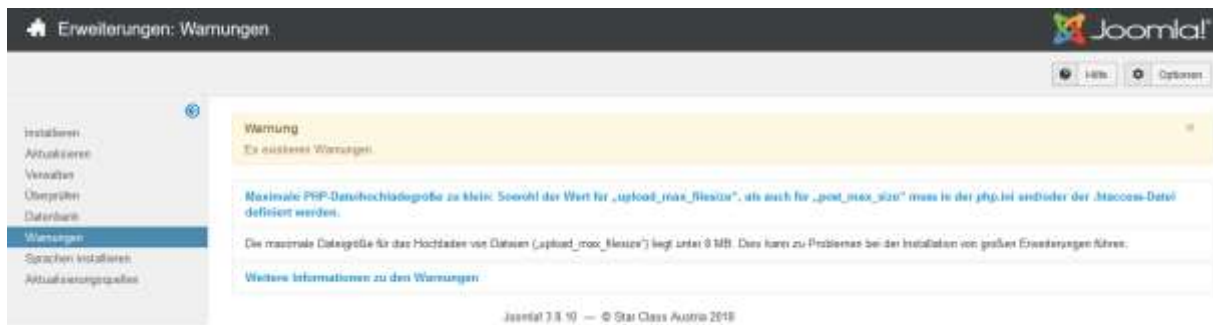 Erweiterungen: Warnungen
Joomla!
Hilfe
Optionen
Installieren
Aktualisieren
Verwalten
Überprüfen
Datenbank
Warnungen
Sprachen installieren
Aktualisierungsquellen
Warnung
Es existieren Warnungen.
Maximale PHP-Dateihochladegröße zu klein: Sowohl der Wert für „upload_max_filesize“, als auch für „post_max_size“ muss in der php.ini und/oder der .htaccess-Datei
definiert werden.
Die maximale Dateigröße für das Hochladen von Dateien („upload_max_filesize“) liegt unter 8 MB. Dies kann zu Problemen bei der Installation von großen Erweiterungen führen.
Weitere Informationen zu den Warnungen
Joomla! 3.8.10 — © Star Class Austria 2018